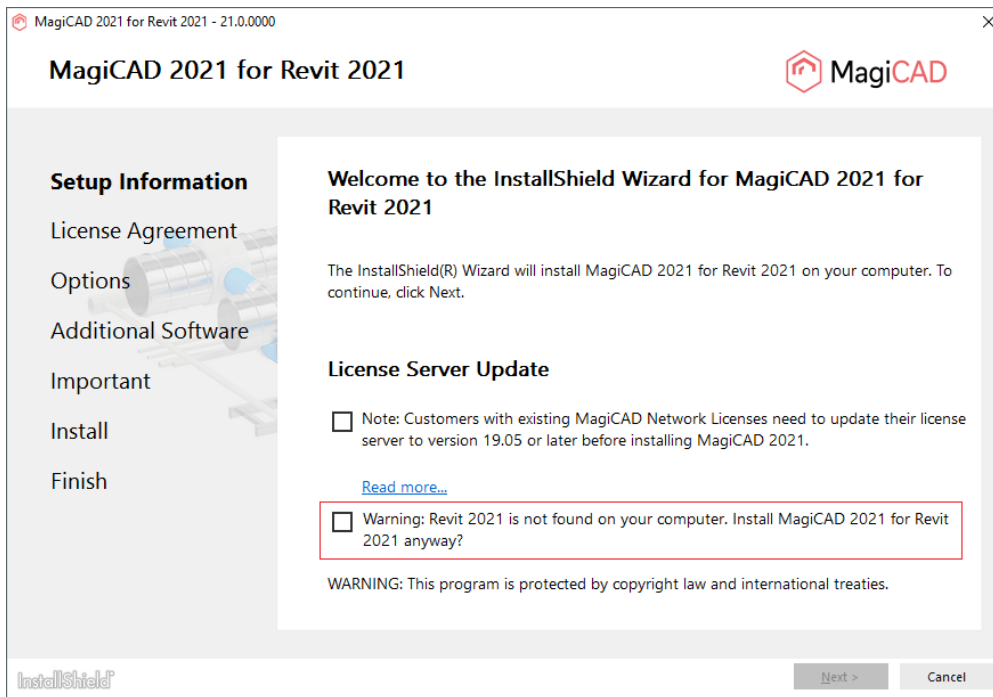 MagiCAD 2021 for Revit 2021 - 21.0.0000
MagiCAD 2021 for Revit 2021
MagiCAD
Setup Information
License Agreement
Options
Additional Software
Important
Install
Finish
Welcome to the InstallShield Wizard for MagiCAD 2021 for
Revit 2021
The InstallShield(R) Wizard will install MagiCAD 2021 for Revit 2021 on your computer. To
continue, click Next.
License Server Update
Note: Customers with existing MagiCAD Network Licenses need to update their license
server to version 19.05 or later before installing MagiCAD 2021.
Read more...
Warning: Revit 2021 is not found on your computer. Install MagiCAD 2021 for Revit
2021 anyway?
WARNING: This program is protected by copyright law and international treaties.
InstallShield
Next >
Cancel